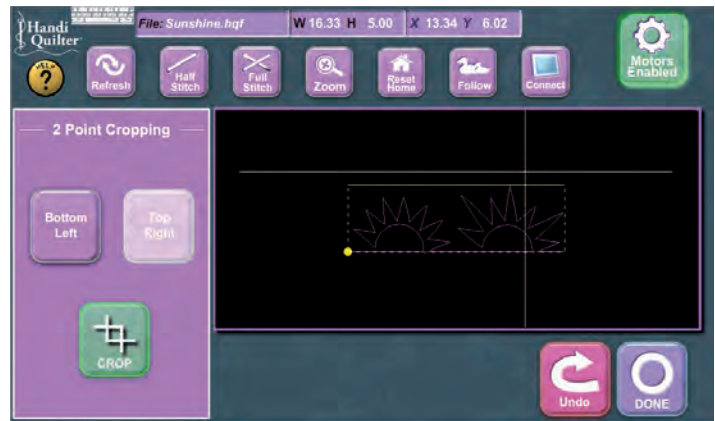 Handi
Quilter
File: Sunshine.hqf
W 16.33 H 5.00
X 13.34 Y 6.02
HELP
?
Refresh
Half
Stitch
Full
Stitch
Zoom
Reset
Home
Follow
Connect
Motors
Enabled
2 Point Cropping
Bottom
Left
Top
Right
CROP
Undo
DONE